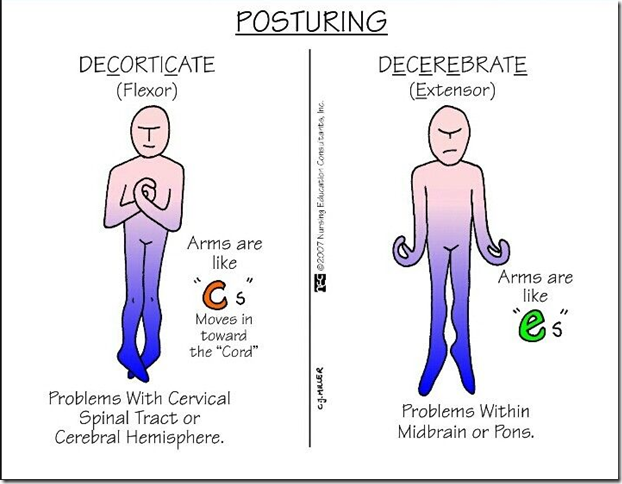 POSTURING
DECORTICATE
(Flexor)
Arms are
like
"C s"
Moves in
toward
the "Cord"
Problems With Cervical
Spinal Tract or
Cerebral Hemisphere.
©2007 Nursing Education Consultants, Inc.
C.J. MILLER
DECEREBRATE
(Extensor)
Arms are
like
"e s"
Problems Within
Midbrain or Pons.